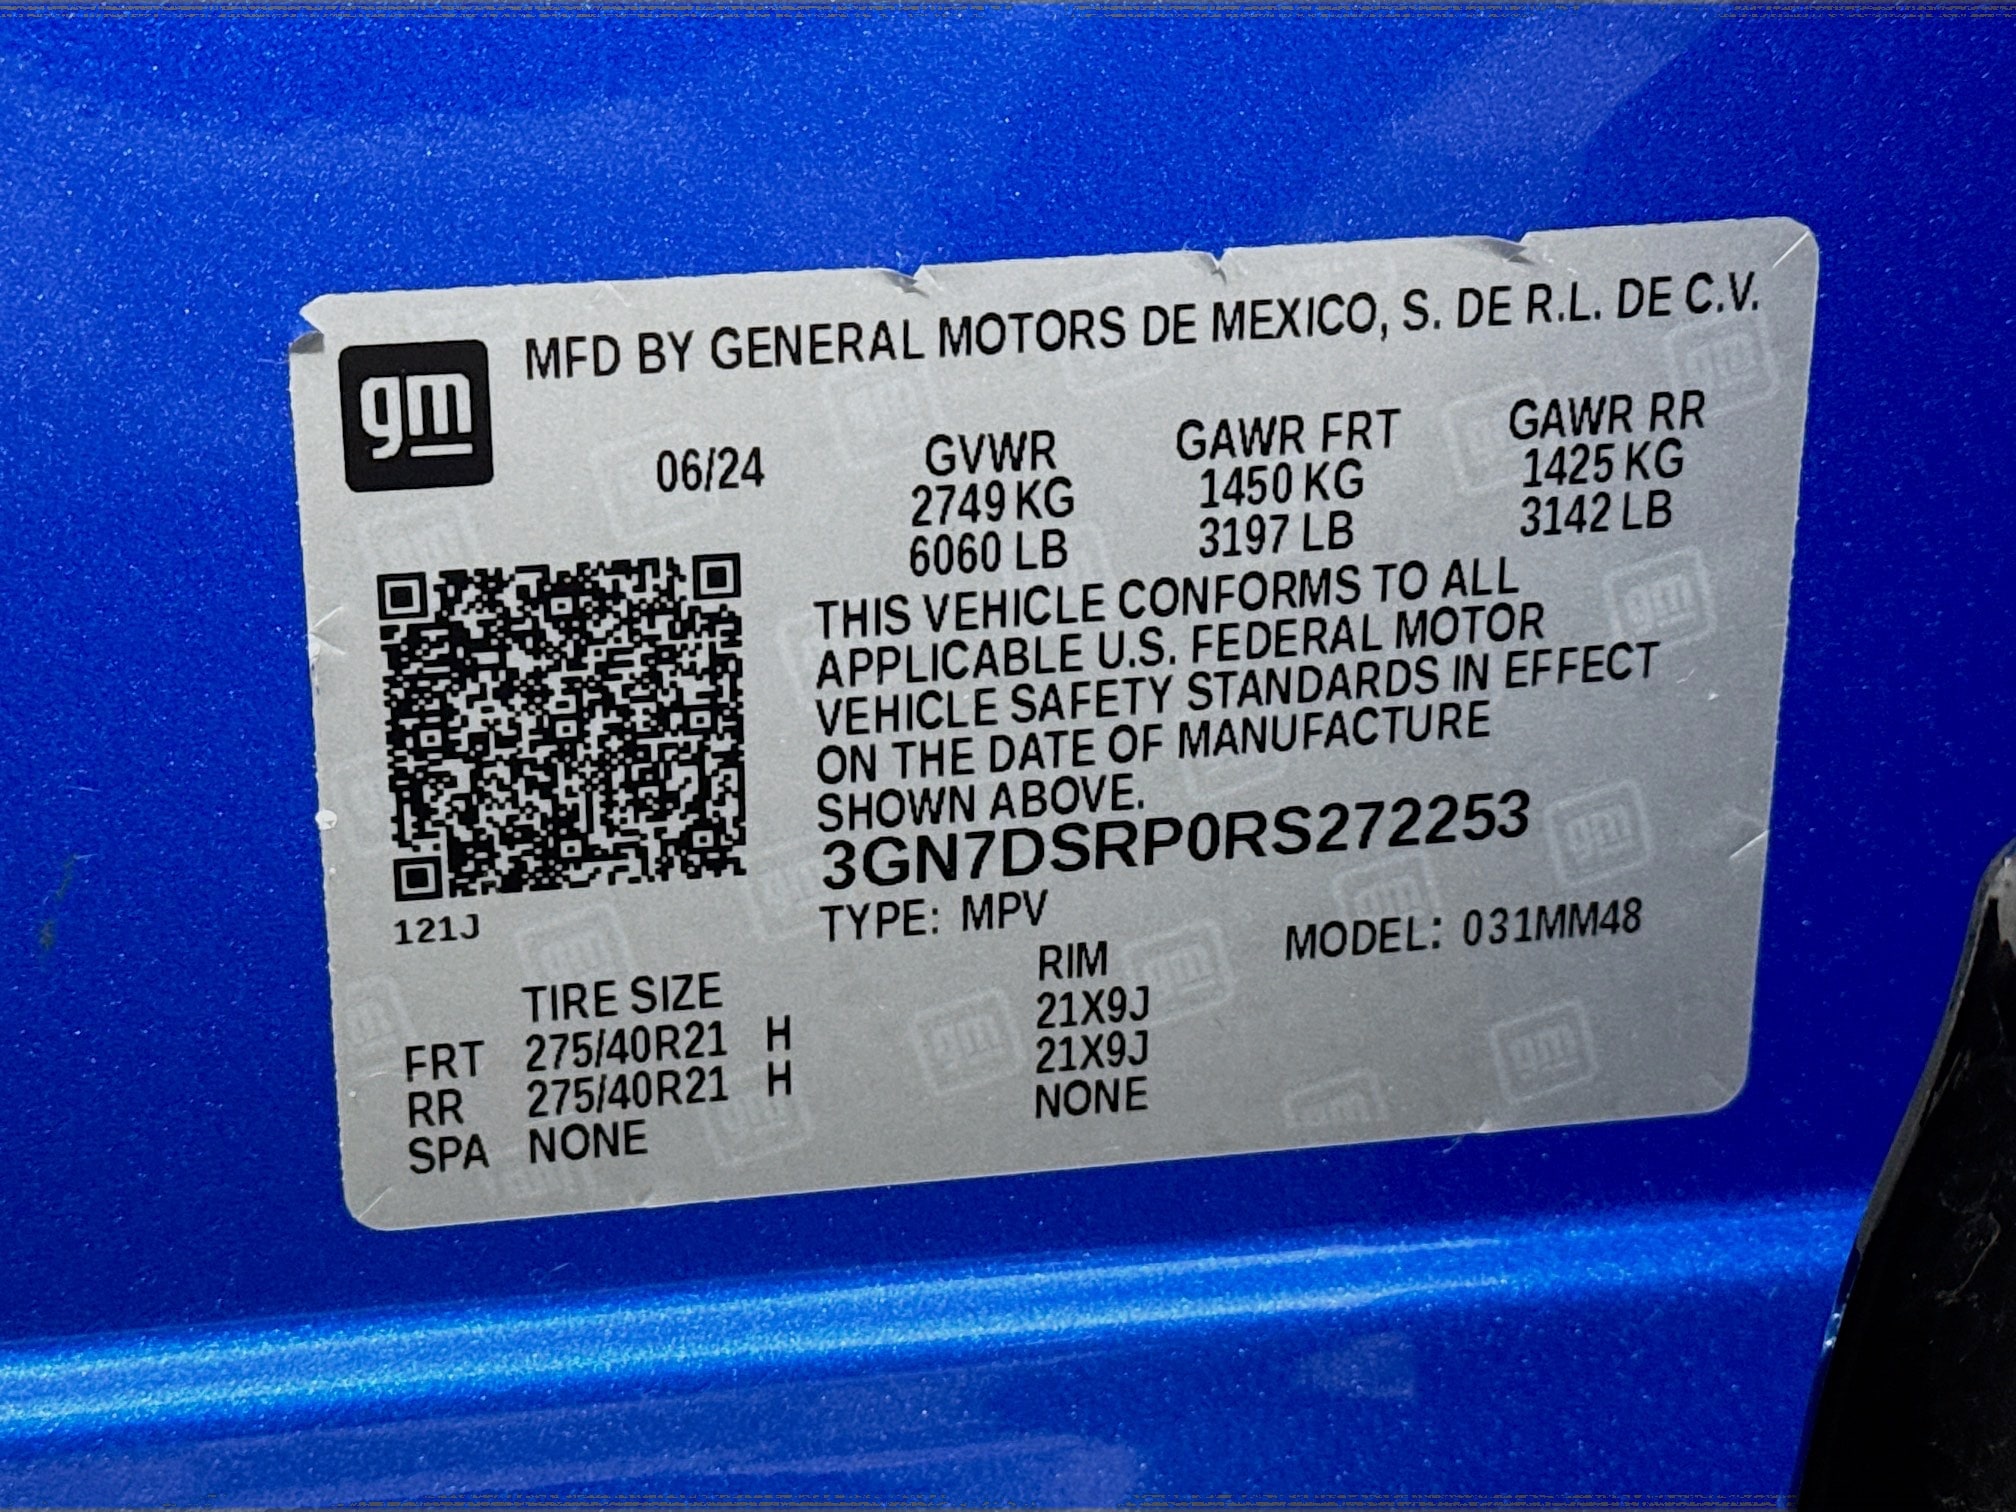 gm
MFD BY GENERAL MOTORS DE MEXICO, S. DE R.L. DE C.V.
06/24 GVWR GAWR FRT GAWR RR
2749 KG 1450 KG 1425 KG
6060 LB 3197 LB 3142 LB
THIS VEHICLE CONFORMS TO ALL
APPLICABLE U.S. FEDERAL MOTOR
VEHICLE SAFETY STANDARDS IN EFFECT
ON THE DATE OF MANUFACTURE
SHOWN ABOVE.
3GN7DSRP0RS272253
121J
TYPE: MPV MODEL: 031MM48
TIRE SIZE RIM
FRT 275/40R21 H 21X9J
RR 275/40R21 H 21X9J
SPA NONE NONE